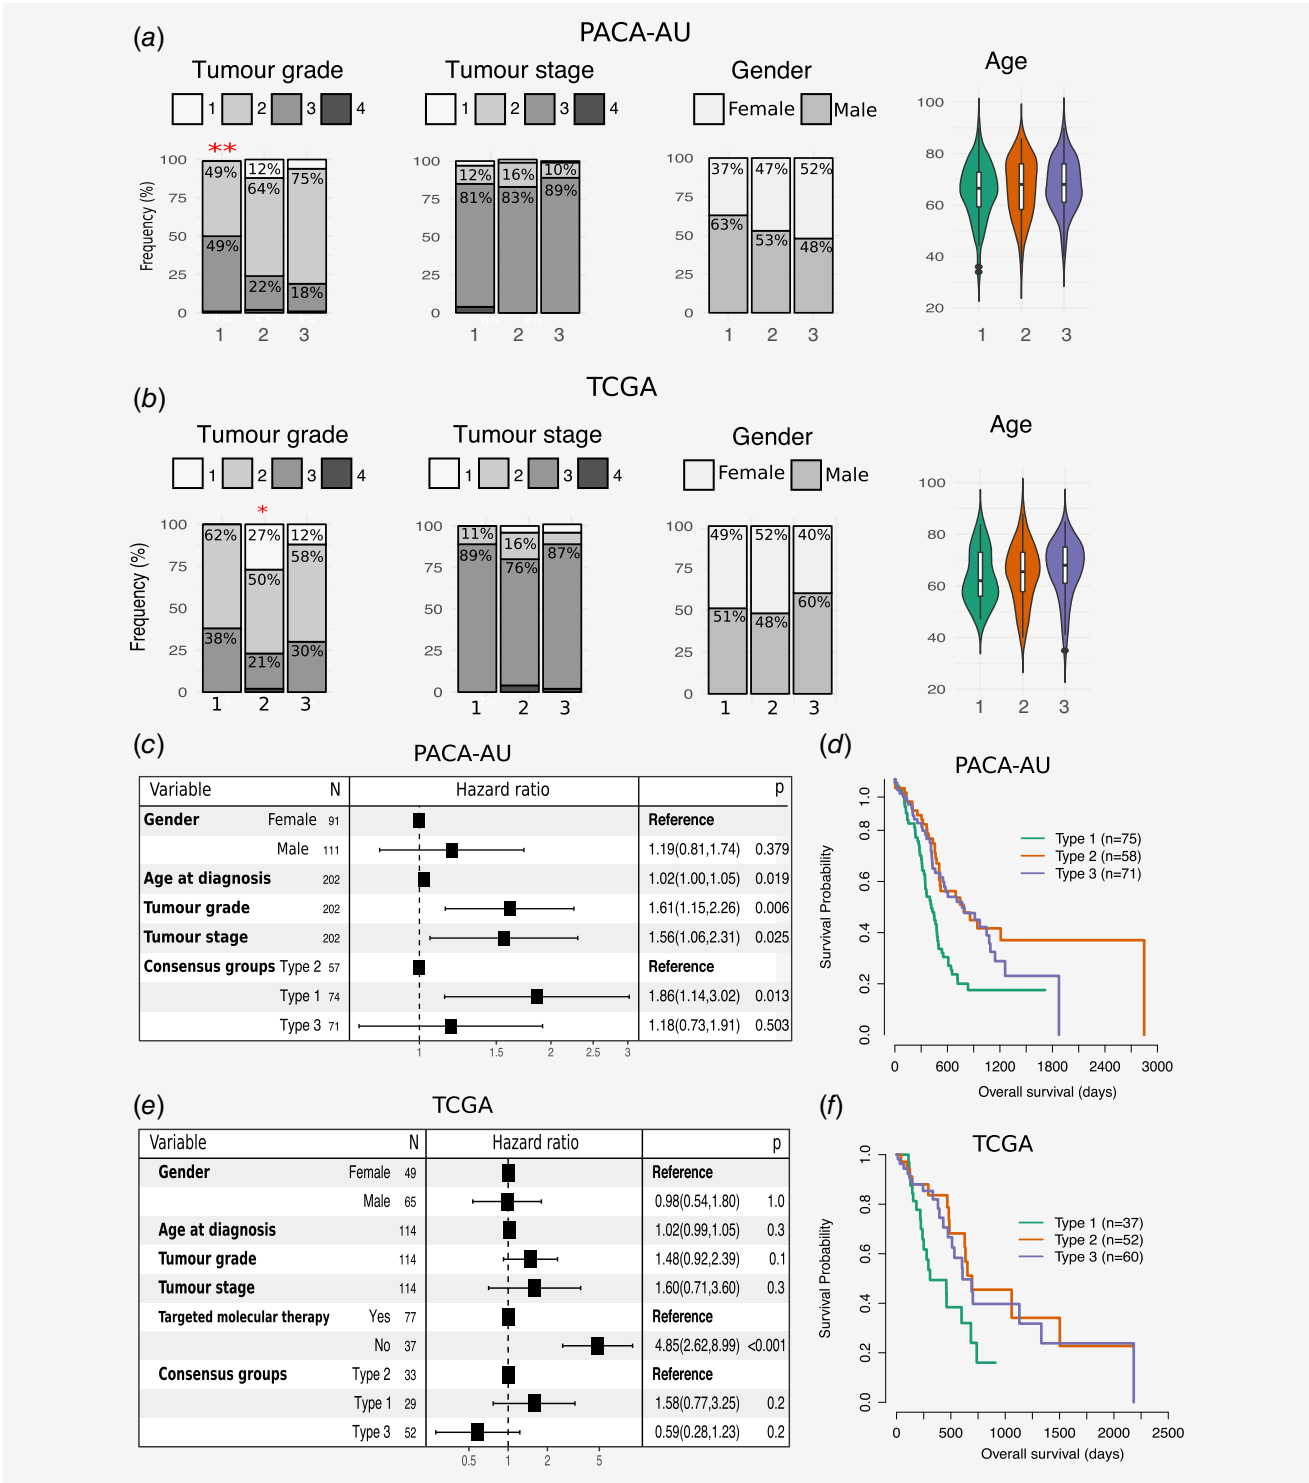 (a)
PACA-AU
Tumour grade
1 2 3 4
**
Frequency (%)
100
75
50
25
0
49%
49%
12%
64%
22%
75%
18%
1 2 3
Tumour stage
1 2 3 4
100
75
50
25
0
12%
81%
16%
83%
10%
89%
1 2 3
Gender
Female Male
100
75
50
25
0
37%
63%
47%
53%
52%
48%
1 2 3
Age
100
80
60
40
20
1 2 3
(b)
TCGA
Tumour grade
1 2 3 4
*
Frequency (%)
100
75
50
25
0
62%
38%
27%
50%
21%
12%
58%
30%
1 2 3
Tumour stage
1 2 3 4
100
75
50
25
0
11%
89%
16%
76%
87%
1 2 3
Gender
Female Male
100
75
50
25
0
49%
51%
52%
48%
40%
60%
1 2 3
Age
100
80
60
40
20
1 2 3
(c)
PACA-AU
Variable N Hazard ratio p
Gender Female 91 Reference
Male 111 1.19(0.81,1.74) 0.379
Age at diagnosis 202 1.02(1.00,1.05) 0.019
Tumour grade 202 1.61(1.15,2.26) 0.006
Tumour stage 202 1.56(1.06,2.31) 0.025
Consensus groups Type 2 57 Reference
Type 1 74 1.86(1.14,3.02) 0.013
Type 3 71 1.18(0.73,1.91) 0.503
1 1.5 2 2.5 3
(d)
PACA-AU
Survival Probability
1.0
0.8
0.6
0.4
0.2
0.0
Type 1 (n=75)
Type 2 (n=58)
Type 3 (n=71)
0 600 1200 1800 2400 3000
Overall survival (days)
(e)
TCGA
Variable N Hazard ratio p
Gender Female 49 Reference
Male 65 0.98(0.54,1.80) 1.0
Age at diagnosis 114 1.02(0.99,1.05) 0.3
Tumour grade 114 1.48(0.92,2.39) 0.1
Tumour stage 114 1.60(0.71,3.60) 0.3
Targeted molecular therapy Yes 77 Reference
No 37 4.85(2.62,8.99) <0.001
Consensus groups Type 2 33 Reference
Type 1 29 1.58(0.77,3.25) 0.2
Type 3 52 0.59(0.28,1.23) 0.2
0.5 1 2 5
(f)
TCGA
Survival Probability
1.0
0.8
0.6
0.4
0.2
0.0
Type 1 (n=37)
Type 2 (n=52)
Type 3 (n=60)
0 500 1000 1500 2000 2500
Overall survival (days)